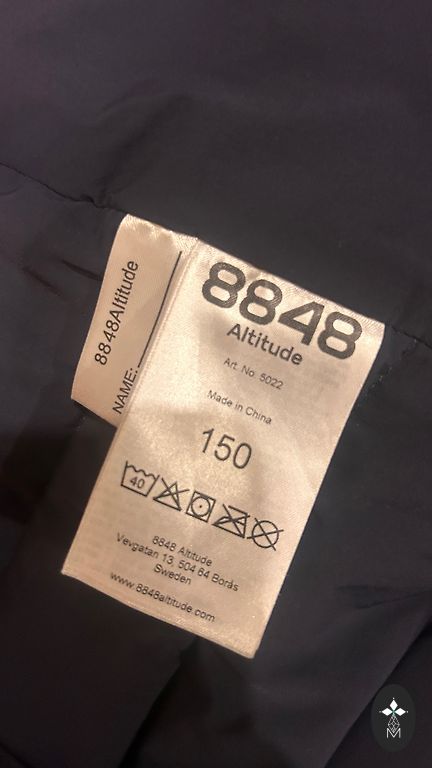 8848Altitude
NAME:
8848
Altitude
Art. No. 5022
Made in China
150
40
8848 Altitude
Vevgatan 13, 504 64 Borås
Sweden
www.8848altitude.com
M